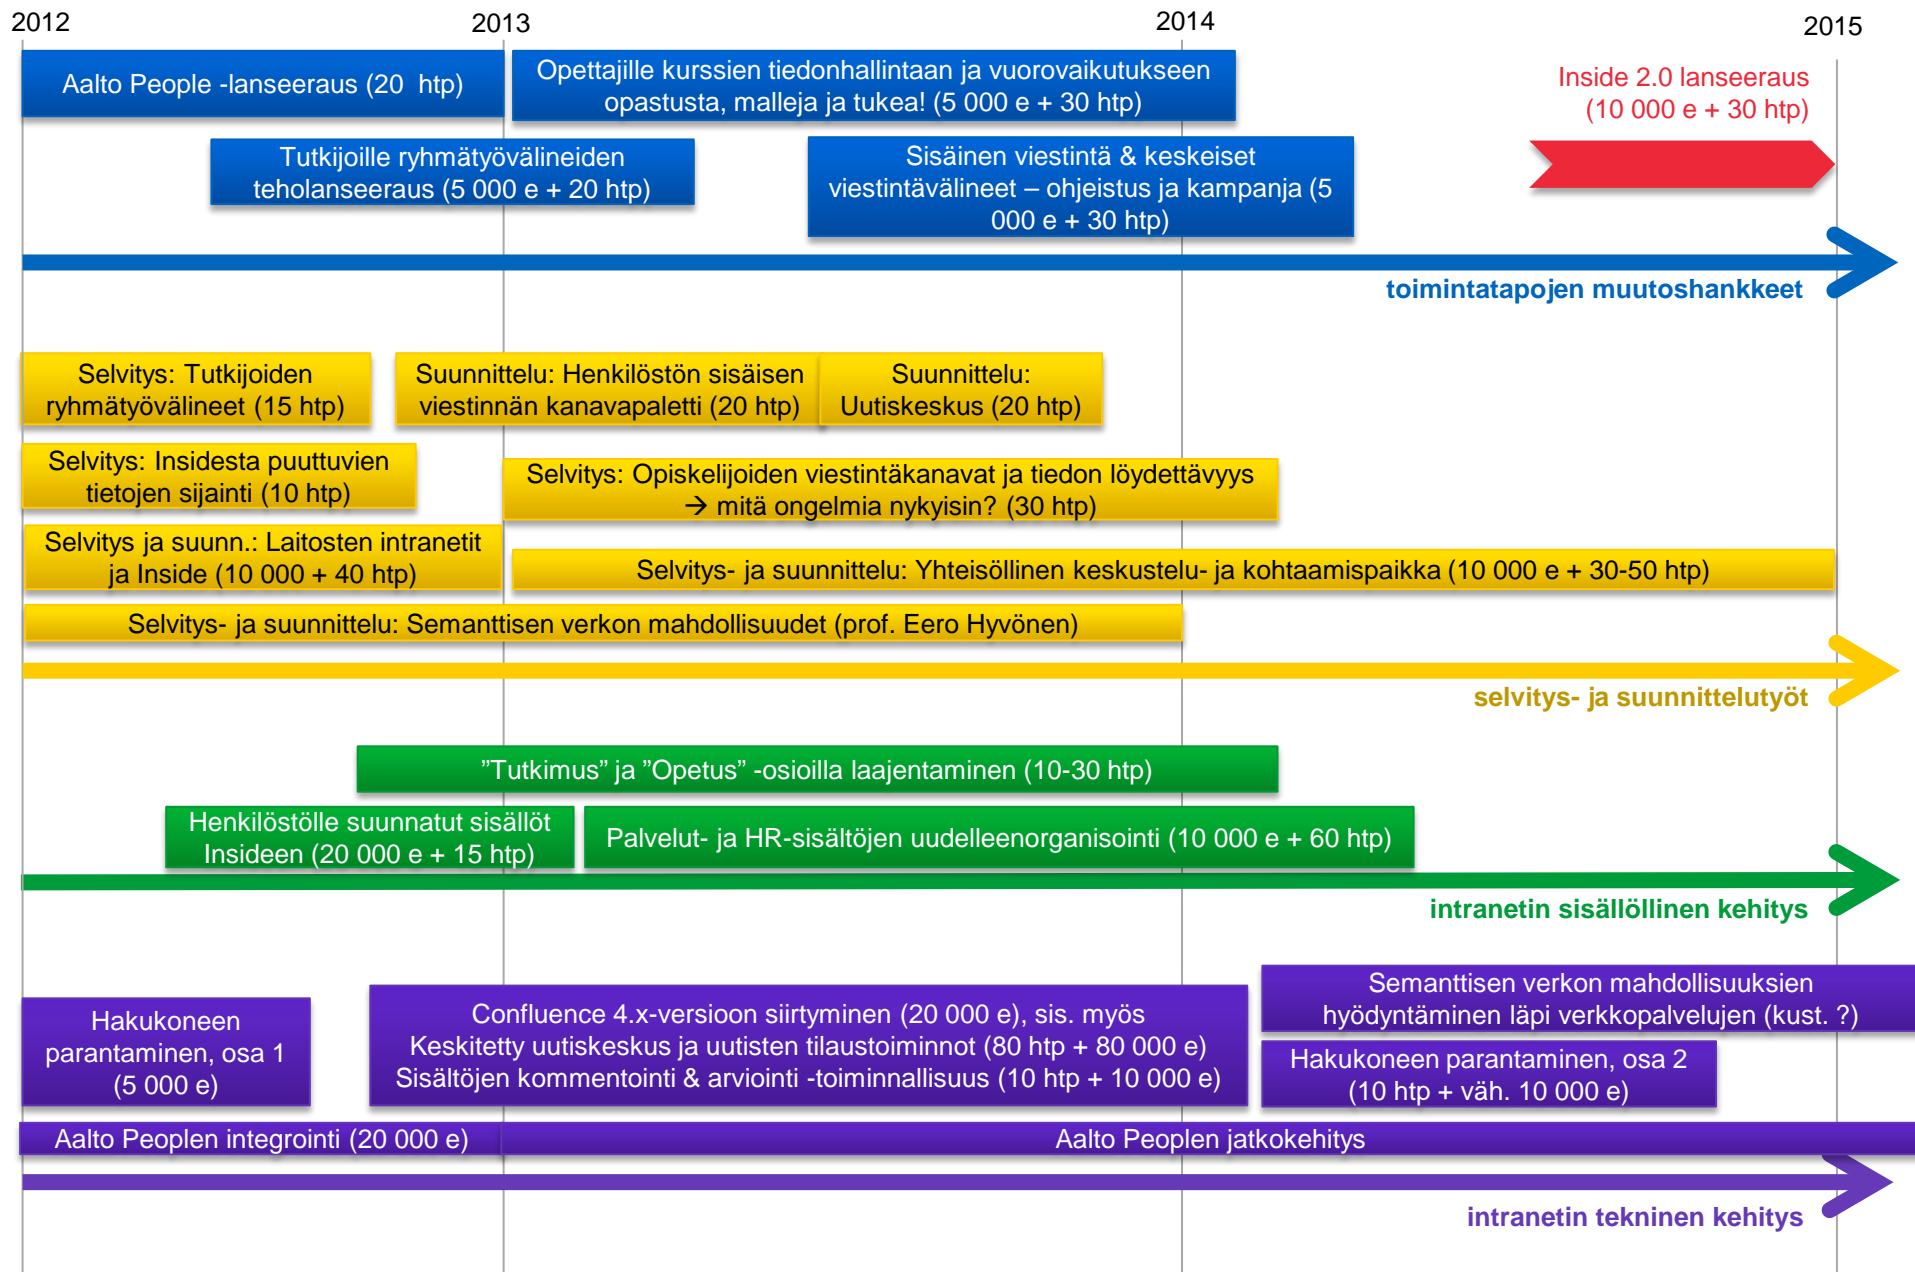 2012
2013
2014
2015
Aalto People -lanseeraus (20  htp)
Opettajille kurssien tiedonhallintaan ja vuorovaikutukseen
opastusta, malleja ja tukea! (5 000 e + 30 htp)
Inside 2.0 lanseeraus
(10 000 e + 30 htp)
Tutkijoille ryhmätyövälineiden
teholanseeraus (5 000 e + 20 htp)
Sisäinen viestintä & keskeiset
viestintävälineet – ohjeistus ja kampanja (5
000 e + 30 htp)
toimintatapojen muutoshankkeet
Selvitys: Tutkijoiden
ryhmätyövälineet (15 htp)
Suunnittelu: Henkilöstön sisäisen
viestinnän kanavapaletti (20 htp)
Suunnittelu:
Uutiskeskus (20 htp)
Selvitys: Insidesta puuttuvien
tietojen sijainti (10 htp)
Selvitys: Opiskelijoiden viestintäkanavat ja tiedon löydettävyys
→ mitä ongelmia nykyisin? (30 htp)
Selvitys ja suunn.: Laitosten intranetit
ja Inside (10 000 + 40 htp)
Selvitys- ja suunnittelu: Yhteisöllinen keskustelu- ja kohtaamispaikka (10 000 e + 30-50 htp)
Selvitys- ja suunnittelu: Semanttisen verkon mahdollisuudet (prof. Eero Hyvönen)
selvitys- ja suunnittelutyöt
”Tutkimus” ja ”Opetus” -osioilla laajentaminen (10-30 htp)
Henkilöstölle suunnatut sisällöt
Insideen (20 000 e + 15 htp)
Palvelut- ja HR-sisältöjen uudelleenorganisointi (10 000 e + 60 htp)
intranetin sisällöllinen kehitys
Hakukoneen
parantaminen, osa 1
(5 000 e)
Confluence 4.x-versioon siirtyminen (20 000 e), sis. myös
Keskitetty uutiskeskus ja uutisten tilaustoiminnot (80 htp + 80 000 e)
Sisältöjen kommentointi & arviointi -toiminnallisuus (10 htp + 10 000 e)
Semanttisen verkon mahdollisuuksien
hyödyntäminen läpi verkkopalvelujen (kust. ?)
Hakukoneen parantaminen, osa 2
(10 htp + väh. 10 000 e)
Aalto Peoplen integrointi (20 000 e)
Aalto Peoplen jatkokehitys
intranetin tekninen kehitys